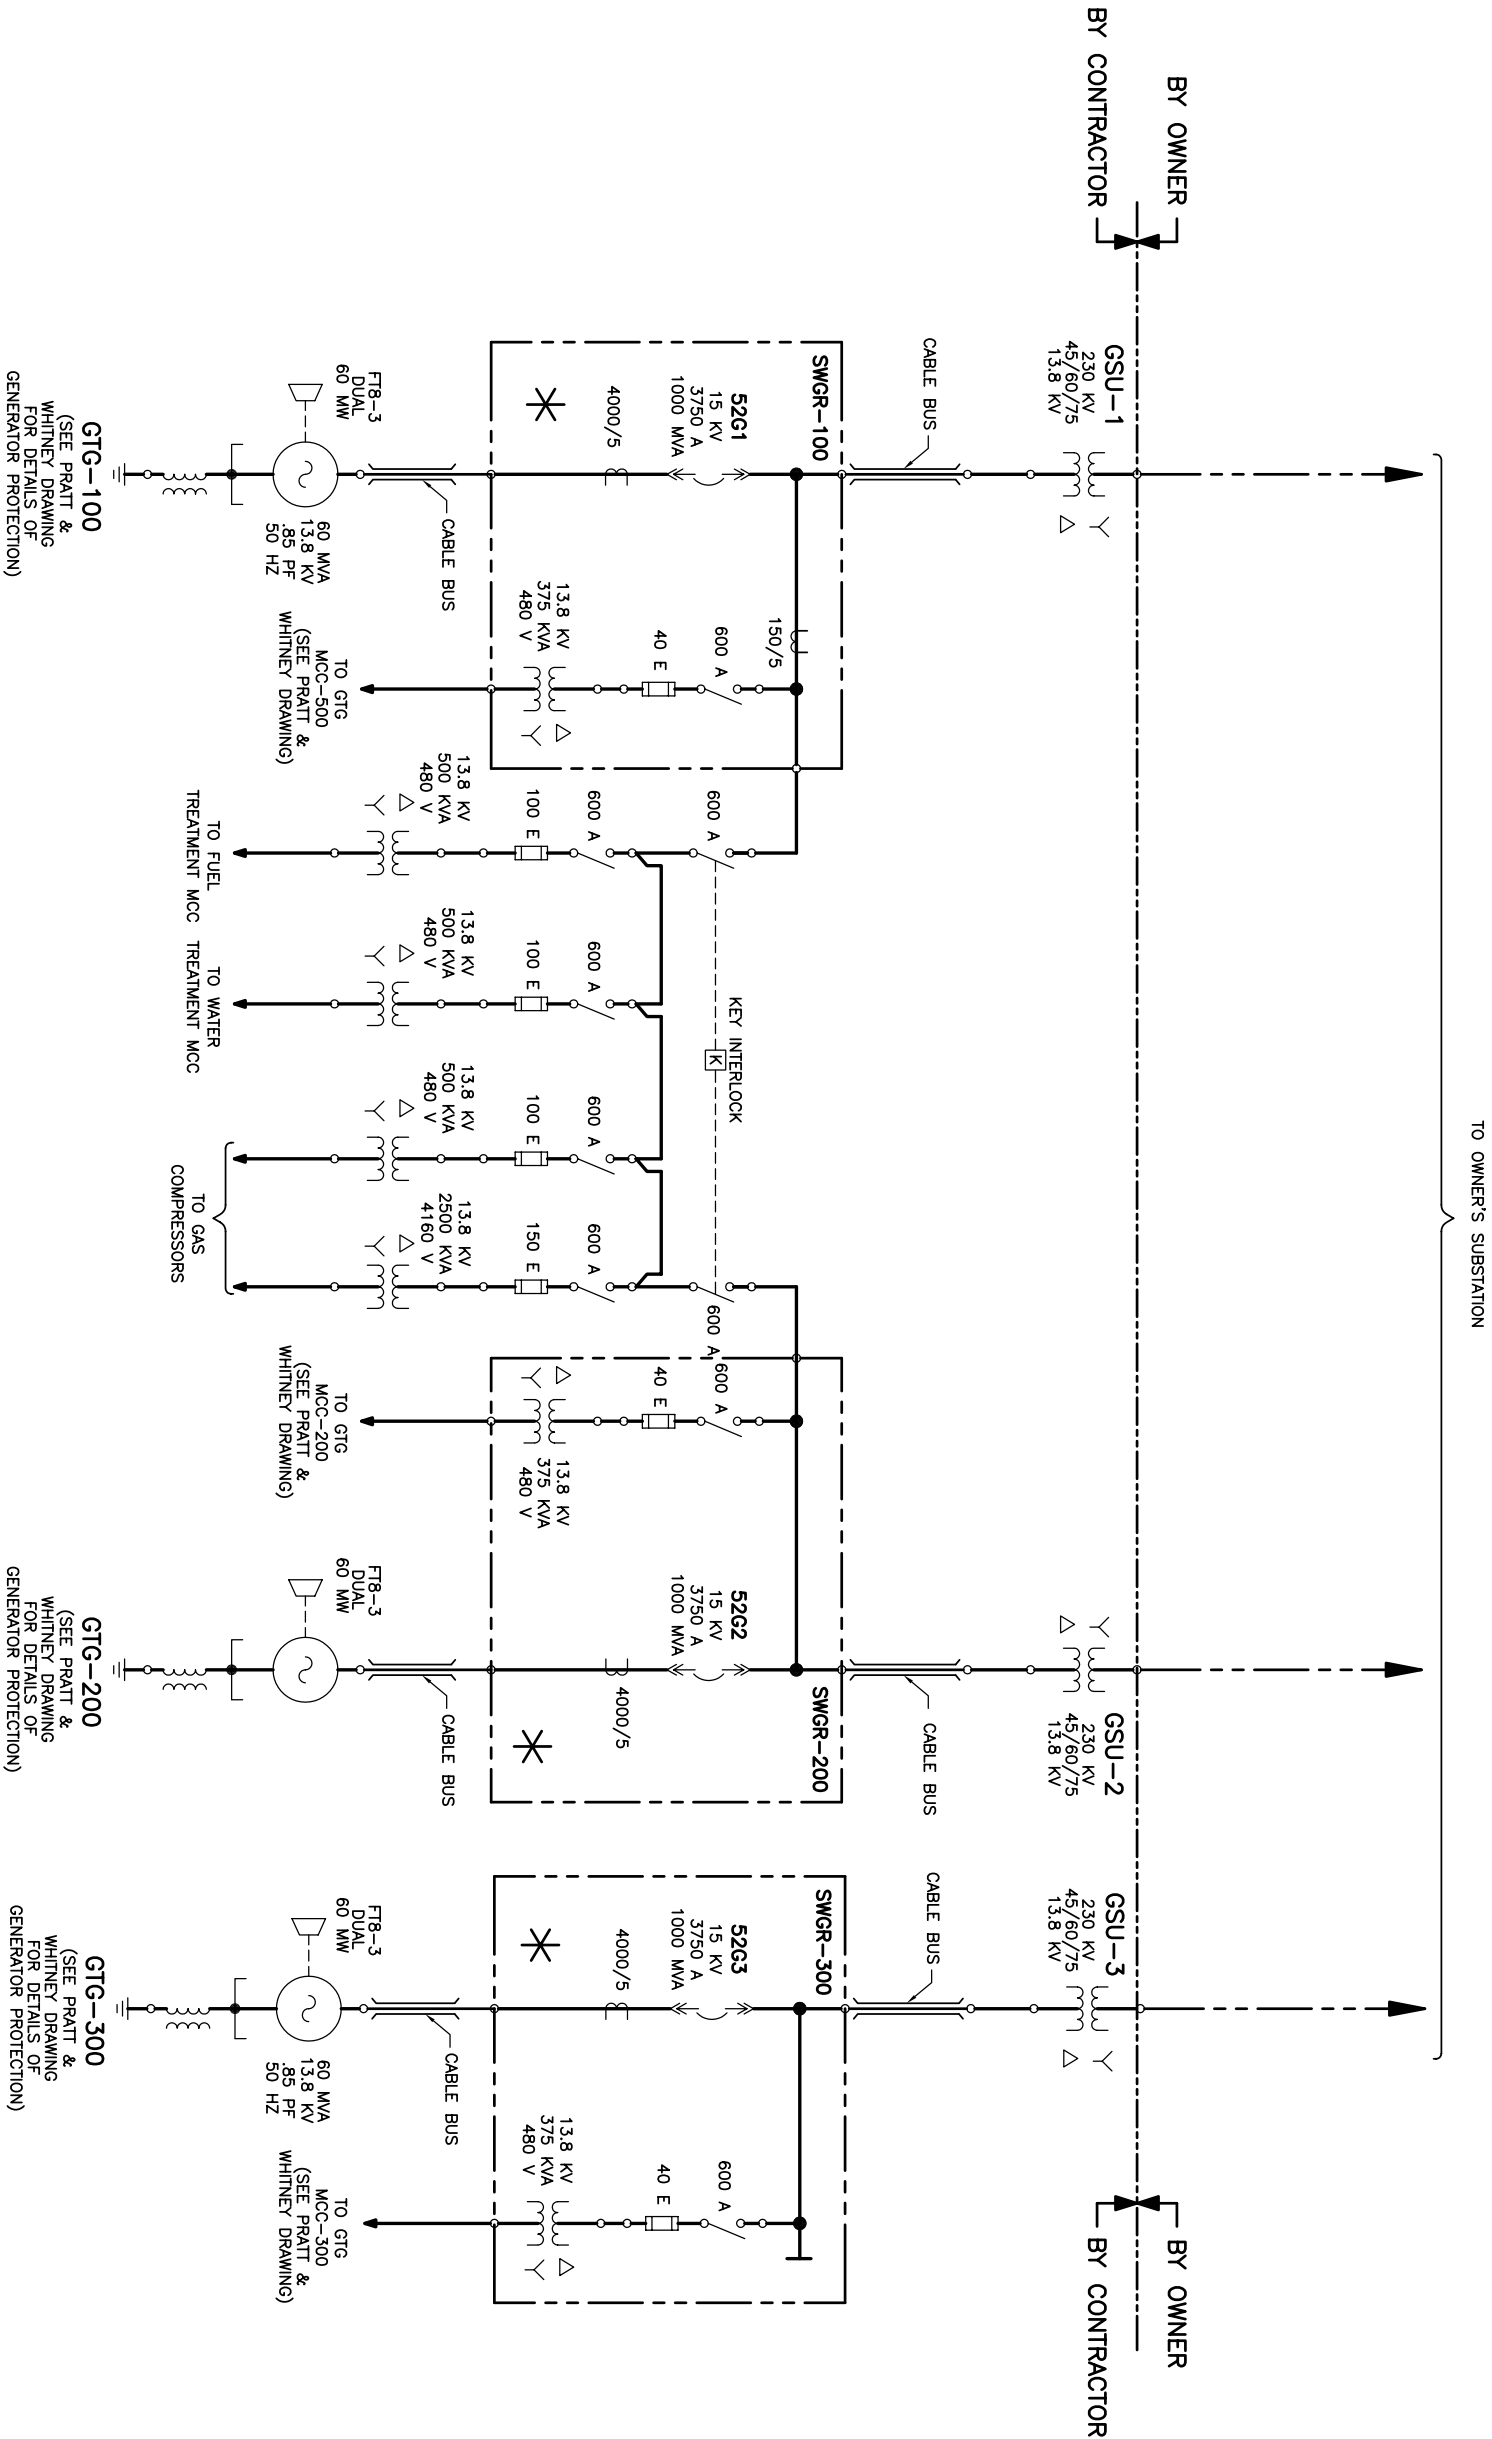 TO OWNER'S SUBSTATION
BY OWNER
BY CONTRACTOR
BY OWNER
BY CONTRACTOR
GSU-1
230 KV
45/60/75
13.8 KV
GSU-2
230 KV
45/60/75
13.8 KV
GSU-3
230 KV
45/60/75
13.8 KV
CABLE BUS
CABLE BUS
CABLE BUS
SWGR-100
52G1
15 KV
3750 A
1000 MVA
4000/5
150/5
600 A
40 E
13.8 KV
375 KVA
480 V
600 A
KEY INTERLOCK
K
600 A
600 A
100 E
13.8 KV
500 KVA
480 V
600 A
100 E
13.8 KV
500 KVA
480 V
600 A
100 E
13.8 KV
500 KVA
480 V
600 A
150 E
13.8 KV
2500 KVA
4160 V
600 A
40 E
13.8 KV
375 KVA
480 V
52G2
15 KV
3750 A
1000 MVA
4000/5
SWGR-200
SWGR-300
52G3
15 KV
3750 A
1000 MVA
4000/5
600 A
40 E
13.8 KV
375 KVA
480 V
CABLE BUS
CABLE BUS
CABLE BUS
FT8-3
DUAL
60 MW
60 MVA
13.8 KV
.85 PF
50 HZ
TO GTG
MCC-500
(SEE PRATT &
WHITNEY DRAWING)
TO FUEL
TREATMENT MCC
TO WATER
TREATMENT MCC
TO GAS
COMPRESSORS
TO GTG
MCC-200
(SEE PRATT &
WHITNEY DRAWING)
FT8-3
DUAL
60 MW
FT8-3
DUAL
60 MW
60 MVA
13.8 KV
.85 PF
50 HZ
TO GTG
MCC-300
(SEE PRATT &
WHITNEY DRAWING)
GTG-100
(SEE PRATT &
WHITNEY DRAWING
FOR DETAILS OF
GENERATOR PROTECTION)
GTG-200
(SEE PRATT &
WHITNEY DRAWING
FOR DETAILS OF
GENERATOR PROTECTION)
GTG-300
(SEE PRATT &
WHITNEY DRAWING
FOR DETAILS OF
GENERATOR PROTECTION)